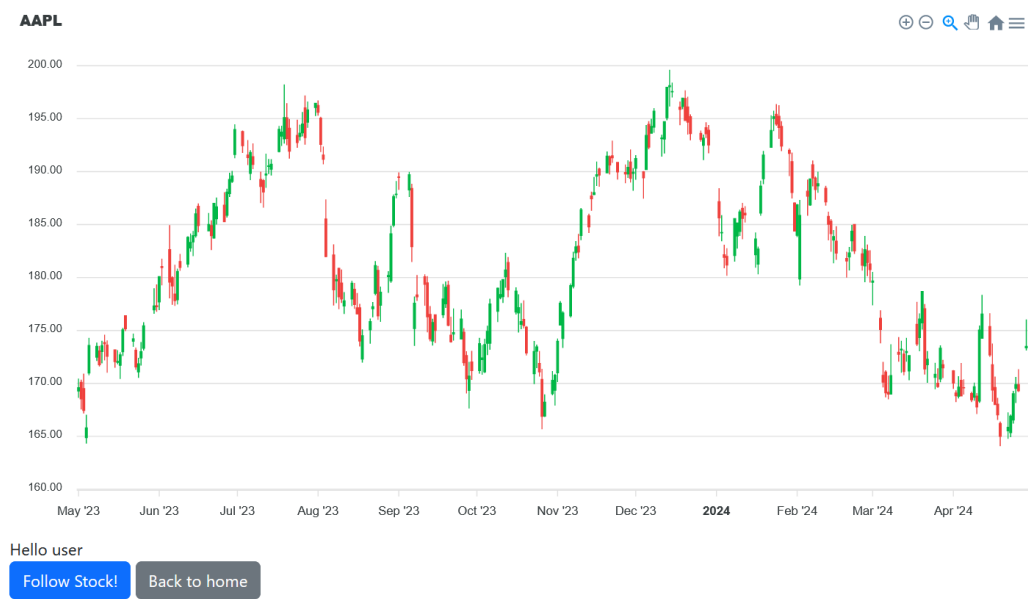 AAPL
200.00
195.00
190.00
185.00
180.00
175.00
170.00
165.00
160.00
May '23 Jun '23 Jul '23 Aug '23 Sep '23 Oct '23 Nov '23 Dec '23 2024 Feb '24 Mar '24 Apr '24
Hello user
Follow Stock! Back to home